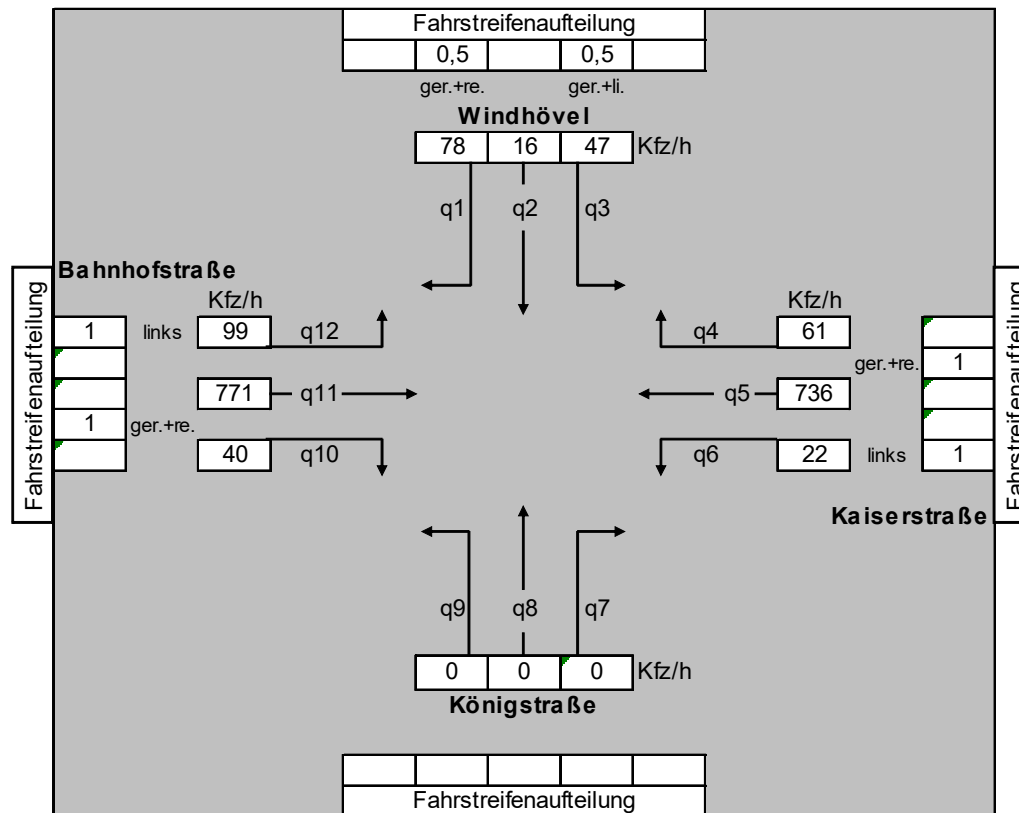 Fahrstreifenaufteilung
0,5 0,5
ger.+re. ger.+li.
Windhövel
78 16 47 Kfz/h
q1 q2 q3
Bahnhofstraße
Fahrstreifenaufteilung
Kfz/h Kfz/h
1 links 99 q12 q4 61
ger.+re. 1
771 q11 q5 736
1 ger.+re.
40 q10 q6 22 links 1
Fahrstreifenaufteilung
Kaiserstraße
q9 q8 q7
0 0 0 Kfz/h
Königstraße
Fahrstreifenaufteilung